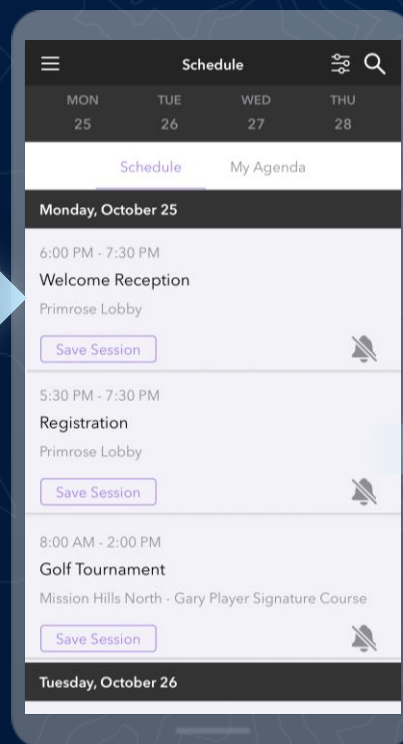 Schedule
MON TUE WED THU
25 26 27 28
Schedule My Agenda
Monday, October 25
6:00 PM - 7:30 PM
Welcome Reception
Primrose Lobby
Save Session
5:30 PM - 7:30 PM
Registration
Primrose Lobby
Save Session
8:00 AM - 2:00 PM
Golf Tournament
Mission Hills North - Gary Player Signature Course
Save Session
Tuesday, October 26